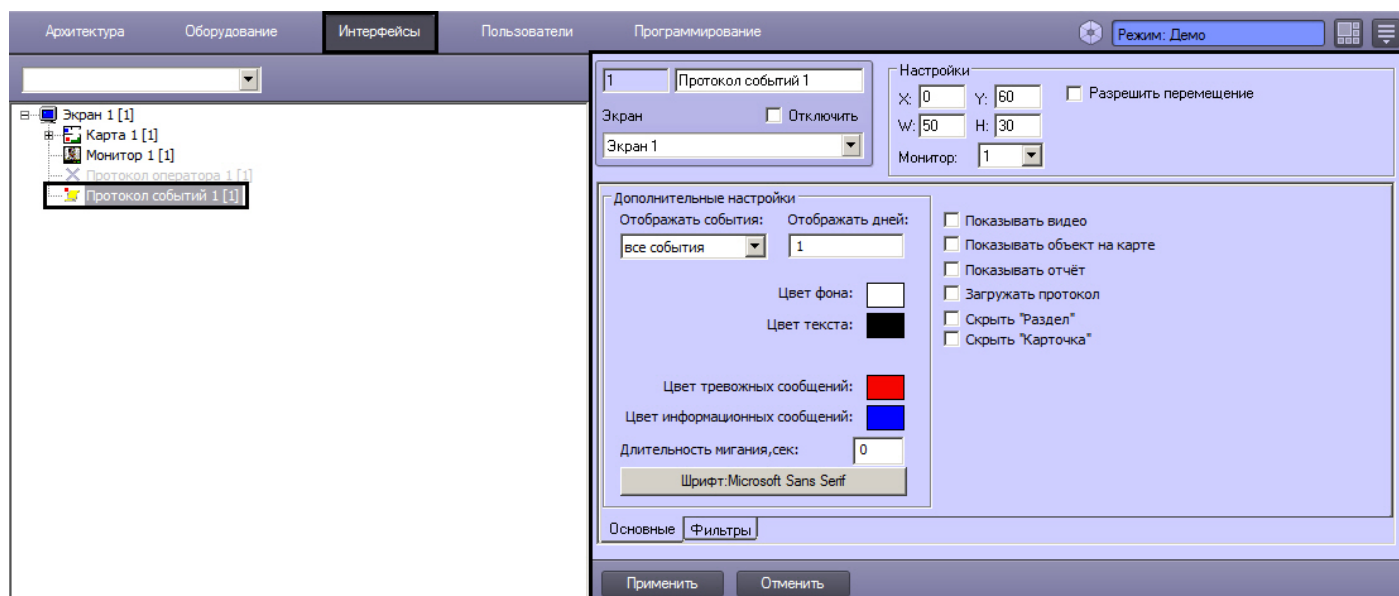 Архитектура Оборудование Интерфейсы Пользователи Программирование Режим: Демо
Экран 1 [1]
Карта 1 [1]
Монитор 1 [1]
Протокол оператора 1 [1]
Протокол событий 1 [1]
1 Протокол событий 1
Экран Отключить
Экран 1
Настройки
X: 0 Y: 60 Разрешить перемещение
W: 50 H: 30
Монитор: 1
Дополнительные настройки
Отображать события: Отображать дней:
все события 1
Цвет фона:
Цвет текста:
Цвет тревожных сообщений:
Цвет информационных сообщений:
Длительность мигания,сек: 0
Шрифт:Microsoft Sans Serif
Показывать видео
Показывать объект на карте
Показывать отчёт
Загружать протокол
Скрыть "Раздел"
Скрыть "Карточка"
Основные Фильтры
Применить Отменить